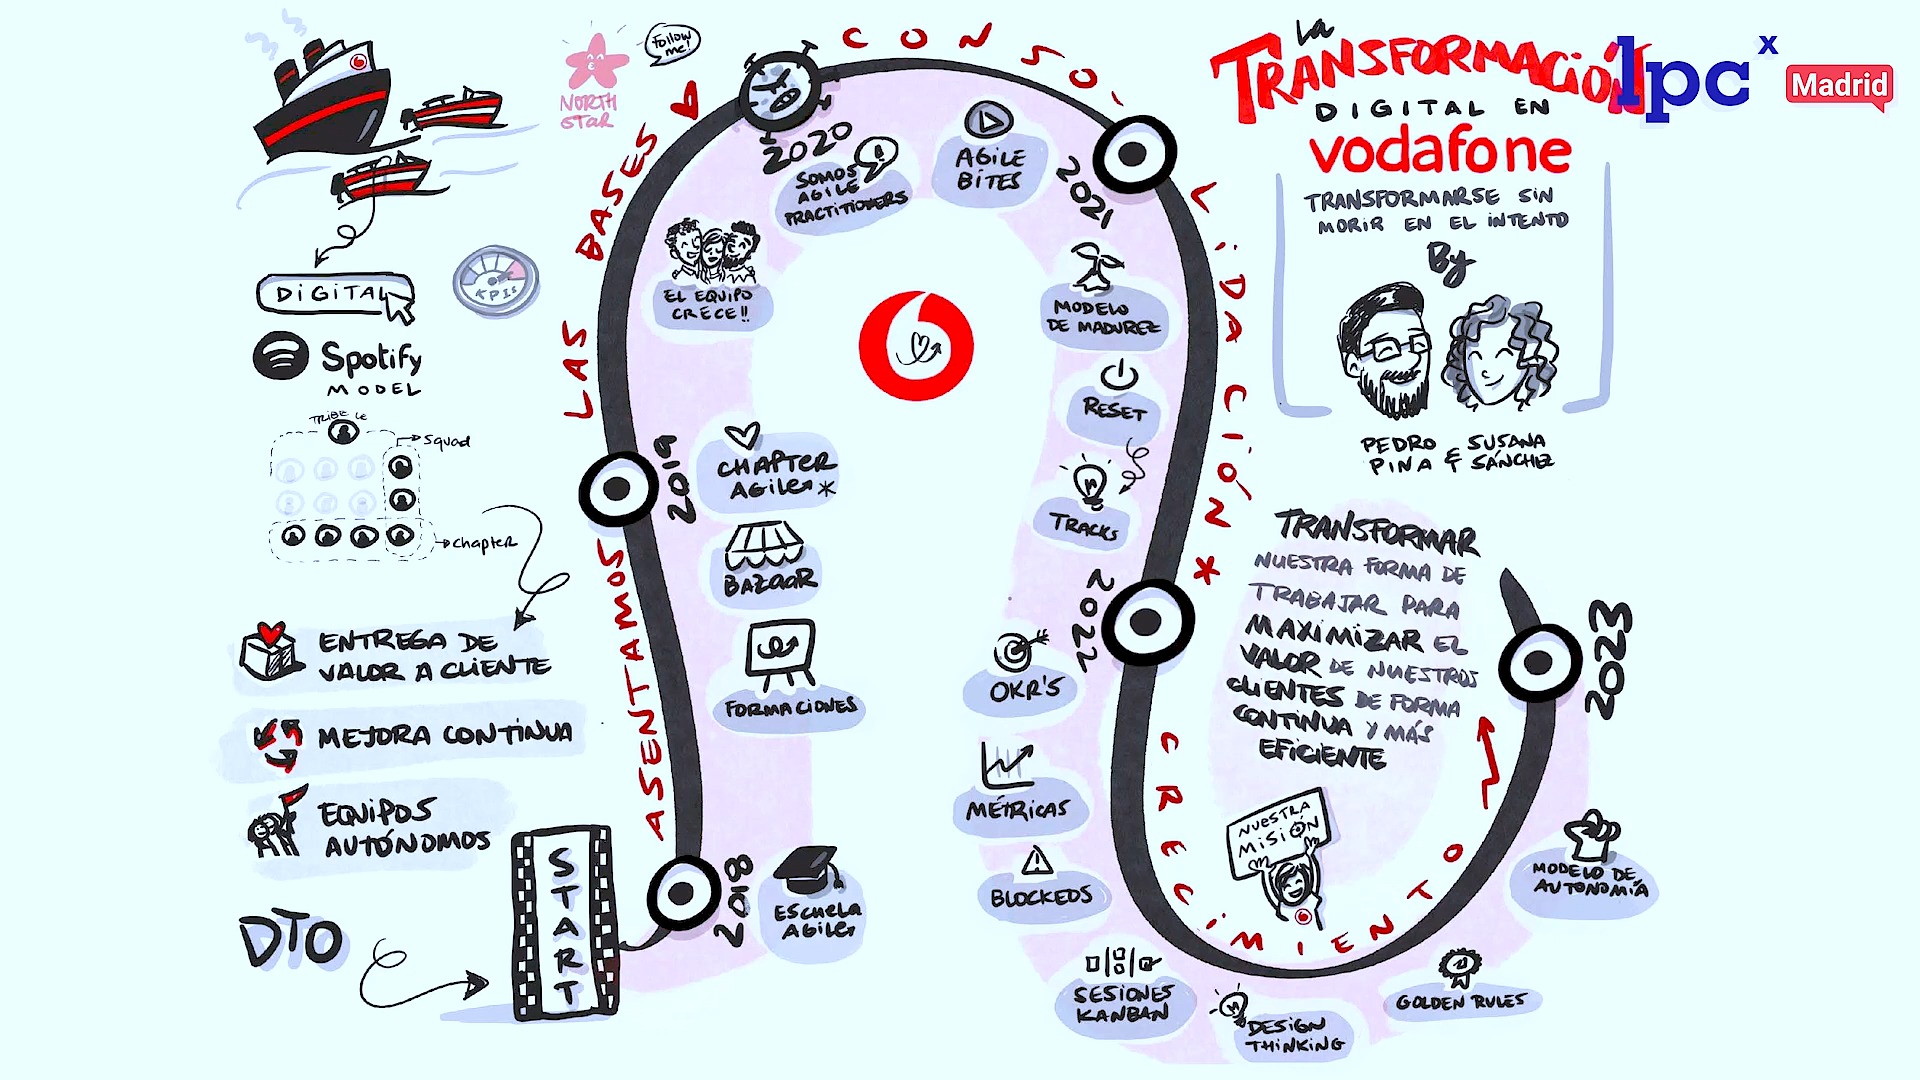 LA
TRANSFORMACIÓN
DIGITAL EN
vodafone
TRANSFORMARSE SIN
MORIR EN EL INTENTO
By
PEDRO PINA & SUSANA SÁNCHEZ
lpcx
Madrid
Follow
me!
NORTH
STAR
DIGITAL
KPIs
Spotify
MODEL
TRIBE LE
Squad
chapter
ENTREGA DE
VALOR A CLIENTE
MEJORA CONTINUA
EQUIPOS
AUTÓNOMOS
DTO
START
2018
ESCUELA
AGILE
ASENTAMOS LAS BASES
FORMACIONES
BAZAAR
CHAPTER
AGILE *
2019
EL EQUIPO
CRECE!!
2020
SOMOS
AGILE
PRACTITIONERS
AGILE
BITES
CONSOLIDACIÓN *
2021
MODELO
DE MADUREZ
RESET
TRACKS
2022
OKR'S
MÉTRICAS
BLOCKEDS
SESIONES
KANBAN
DESIGN
THINKING
GOLDEN RULES
MODELO DE
AUTONOMÍA
CRECIMIENTO
2023
TRANSFORMAR
NUESTRA FORMA DE
TRABAJAR PARA
MAXIMIZAR EL
VALOR DE NUESTROS
CLIENTES DE FORMA
CONTINUA Y MÁS
EFICIENTE
NUESTRA
MISIÓN